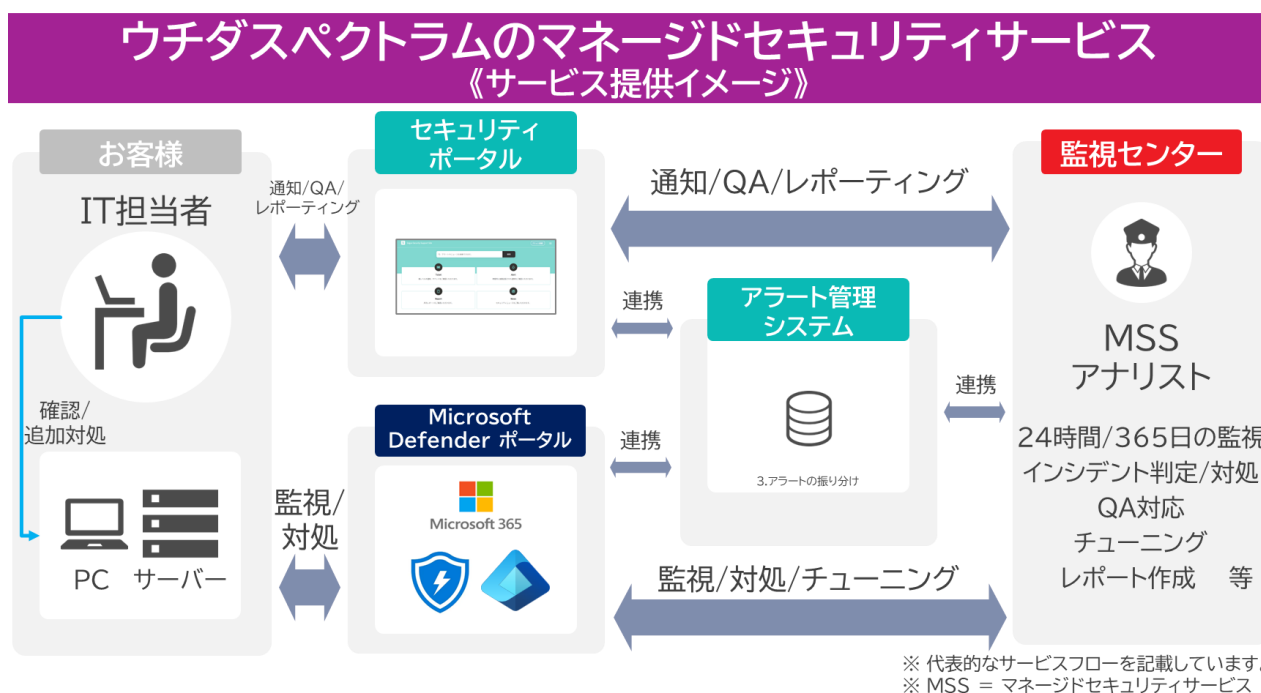 ウチダスペクトラムのマネージドセキュリティサービス
《サービス提供イメージ》
お客様
IT担当者
確認/
追加対処
PC サーバー
通知/QA/
レポーティング
監視/
対処
セキュリティ
ポータル
Microsoft
Defender ポータル
Microsoft 365
通知/QA/レポーティング
連携
アラート管理
システム
3.アラートの振り分け
連携
連携
監視/対処/チューニング
監視センター
MSS
アナリスト
24時間/365日の監視
インシデント判定/対処
QA対応
チューニング
レポート作成 等
※ 代表的なサービスフローを記載しています。
※ MSS = マネージドセキュリティサービス